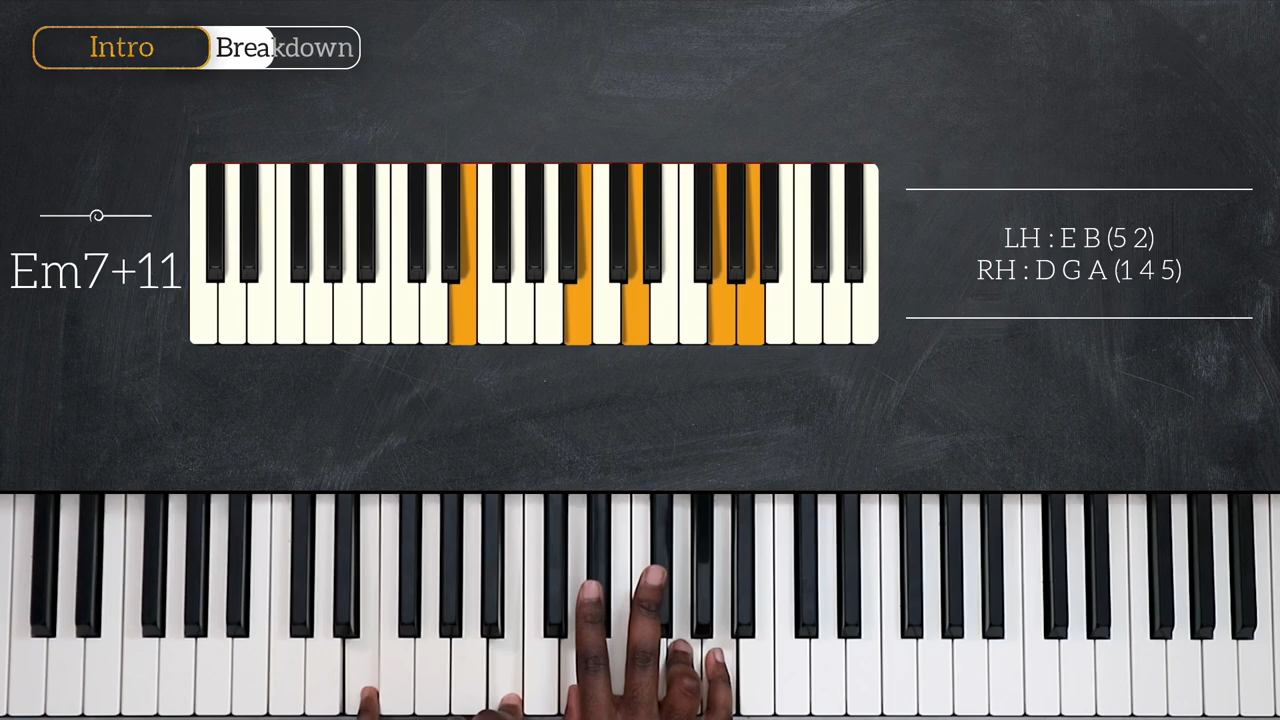 Intro
Breakdown
Em7+11
LH : E B (5 2)
RH : D G A (1 4 5)